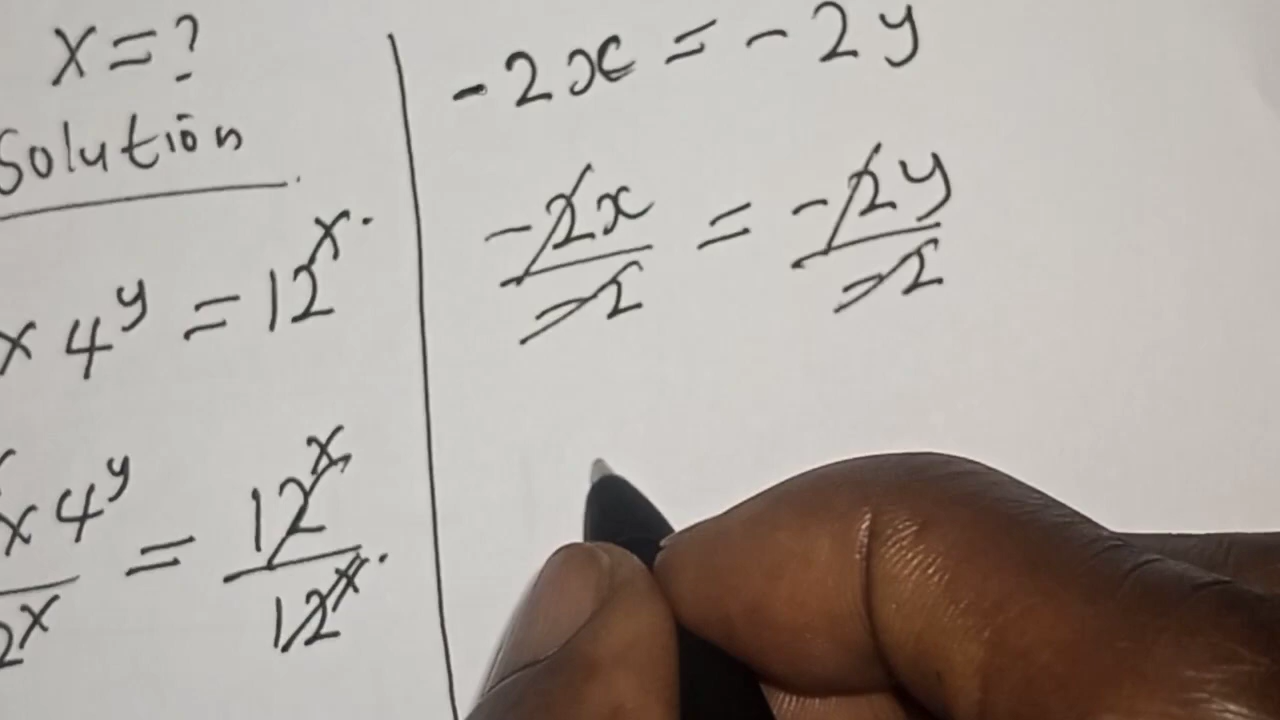 x = ?
Solution
x 4^y = 12^x.
x 4^y / 2^x = 12^x / 12^x.
-2x = -2y
-2x / -2 = -2y / -2